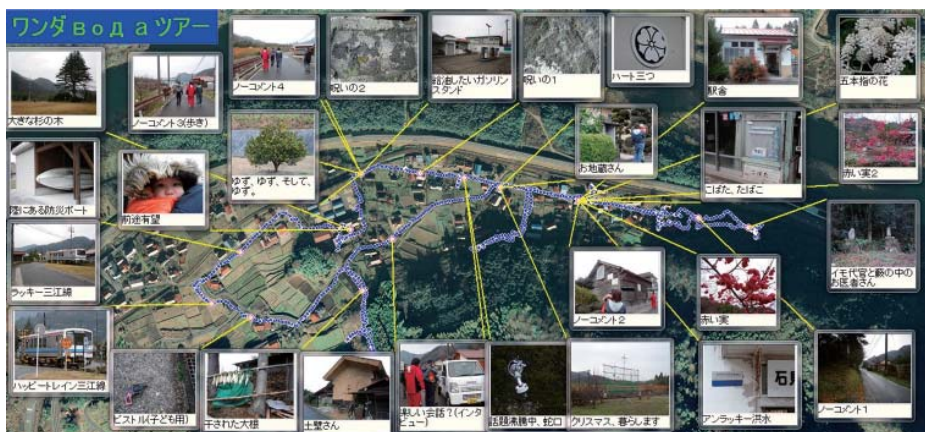 ワンダ вода ツアー
大きな杉の木
ノーコメント3(歩き)
ノーコメント4
呪いの2
給油したいガソリン
スタンド
呪いの1
ハート三つ
駅舎
五本指の花
陸にある防災ボート
前途有望
ゆず、ゆず、そして、
ゆず。
お地蔵さん
こばた、たばこ
赤い実2
ラッキー三江線
イモ代官と藪の中の
お医者さん
ハッピートレイン三江線
ピストル(子ども用)
干された大根
土壁さん
楽しい会話?(インタ
ビュー)
話題沸騰中、蛇口
クリスマス、暮らします
ノーコメント2
赤い実
アンラッキー洪水
ノーコメント1